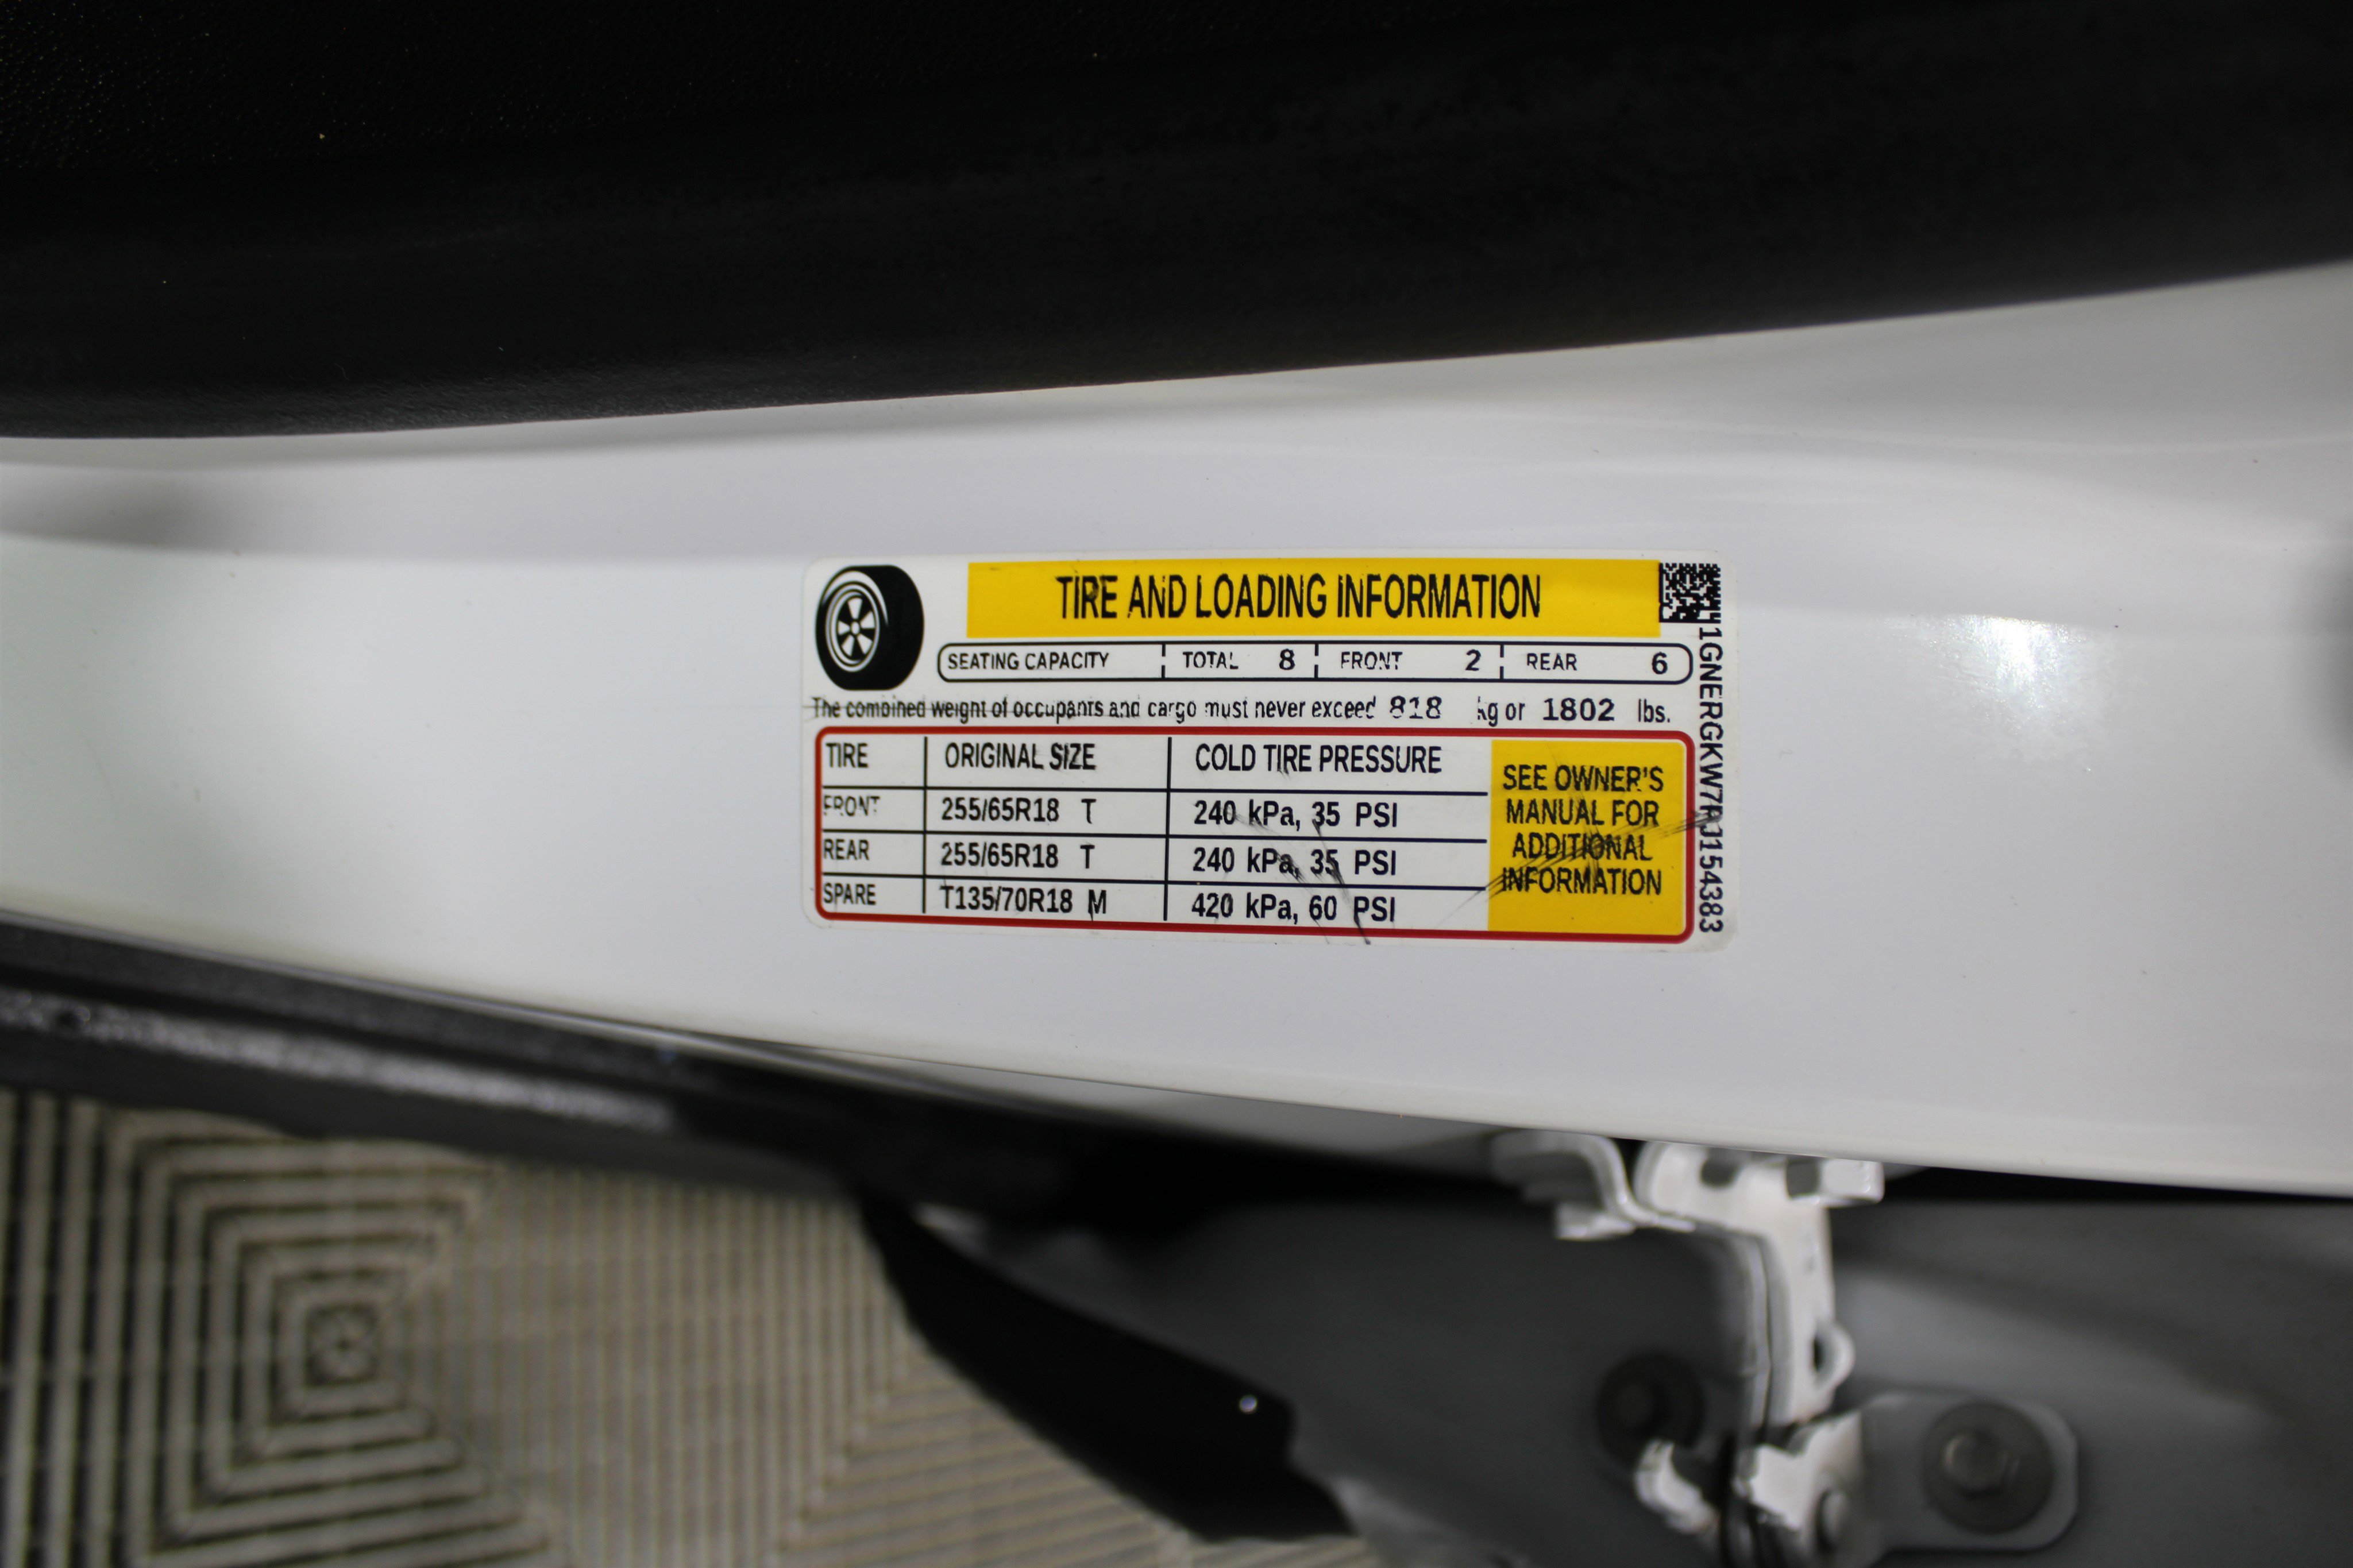 TIRE AND LOADING INFORMATION
SEATING CAPACITY TOTAL 8 FRONT 2 REAR 6
The combined weight of occupants and cargo must never exceed 818 kg or 1802 lbs.
TIRE ORIGINAL SIZE COLD TIRE PRESSURE
FRONT 255/65R18 T 240 kPa, 35 PSI
REAR 255/65R18 T 240 kPa, 35 PSI
SPARE T135/70R18 M 420 kPa, 60 PSI
SEE OWNER'S
MANUAL FOR
ADDITIONAL
INFORMATION
1GNERGKW7RJ154383